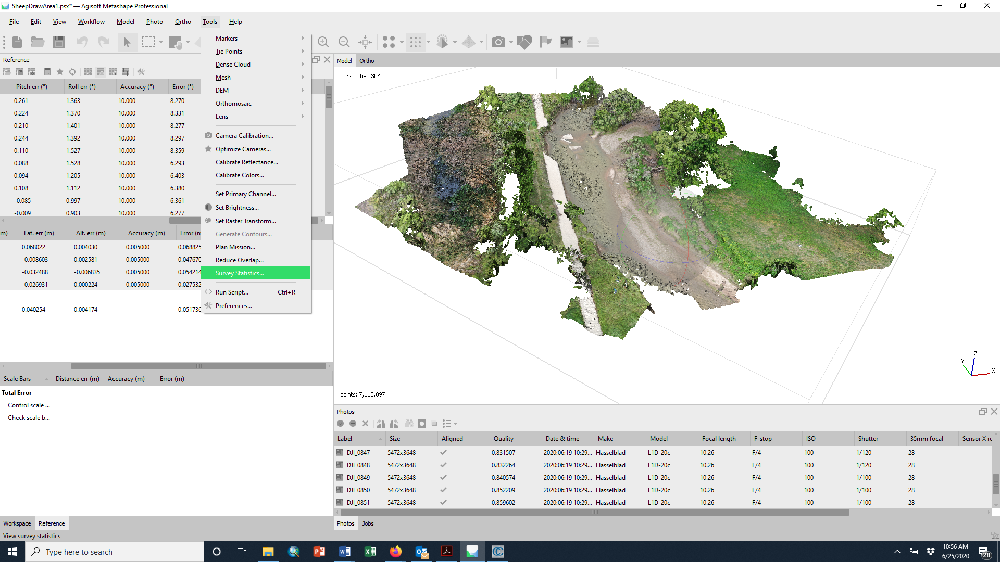 SheepDrawArea1.psx* — Agisoft Metashape Professional
File Edit View Workflow Model Photo Ortho Tools Help
Reference
Pitch err (°) Roll err (°) Accuracy (°) Error (°)
0.261 1.363 10.000 8.270
0.224 1.370 10.000 8.331
0.210 1.401 10.000 8.277
0.244 1.392 10.000 8.297
0.110 1.527 10.000 8.359
0.088 1.528 10.000 6.293
0.094 1.205 10.000 6.403
0.108 1.112 10.000 6.380
-0.085 0.997 10.000 6.361
-0.009 0.903 10.000 6.277
m) Lat. err (m) Alt. err (m) Accuracy (m) Error (m
0.068022 0.004030 0.005000 0.068825
-0.008603 0.002581 0.005000 0.047670
-0.032488 -0.006835 0.005000 0.054214
-0.026931 0.000224 0.005000 0.027532
0.040254 0.004174 0.051736
Scale Bars Distance err (m) Accuracy (m) Error (m)
Total Error
Control scale ...
Check scale b...
Workspace Reference
View survey statistics
Markers
Tie Points
Dense Cloud
Mesh
DEM
Orthomosaic
Lens
Camera Calibration...
Optimize Cameras...
Calibrate Reflectance...
Calibrate Colors...
Set Primary Channel...
Set Brightness...
Set Raster Transform...
Generate Contours...
Plan Mission...
Reduce Overlap...
Survey Statistics...
Run Script... Ctrl+R
Preferences...
Model Ortho
Perspective 30°
Z
Y
X
points: 7,118,097
Photos
Label Size Aligned Quality Date & time Make Model Focal length F-stop ISO Shutter 35mm focal Sensor X re
DJI_0847 5472x3648 0.831507 2020:06:19 10:29... Hasselblad L1D-20c 10.26 F/4 100 1/120 28
DJI_0848 5472x3648 0.832264 2020:06:19 10:29... Hasselblad L1D-20c 10.26 F/4 100 1/120 28
DJI_0849 5472x3648 0.840574 2020:06:19 10:29... Hasselblad L1D-20c 10.26 F/4 100 1/100 28
DJI_0850 5472x3648 0.852209 2020:06:19 10:29... Hasselblad L1D-20c 10.26 F/4 100 1/100 28
DJI_0851 5472x3648 0.859602 2020:06:19 10:29... Hasselblad L1D-20c 10.26 F/4 100 1/100 28
Photos Jobs
Type here to search
10:56 AM
6/25/2020
28